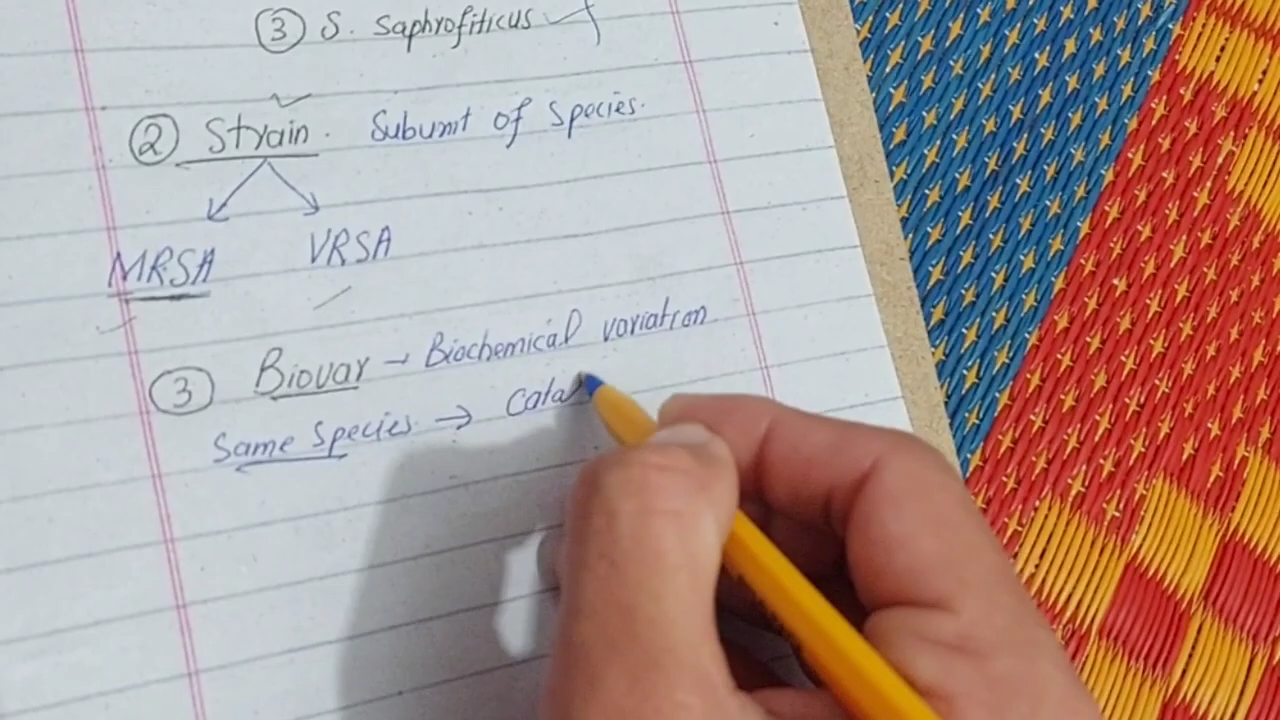 ③ S. Saphrofiticus
② Strain. Subunit of Species.
MRSA VRSA
③ Biovar → Biochemical variation
Same Species → Cata